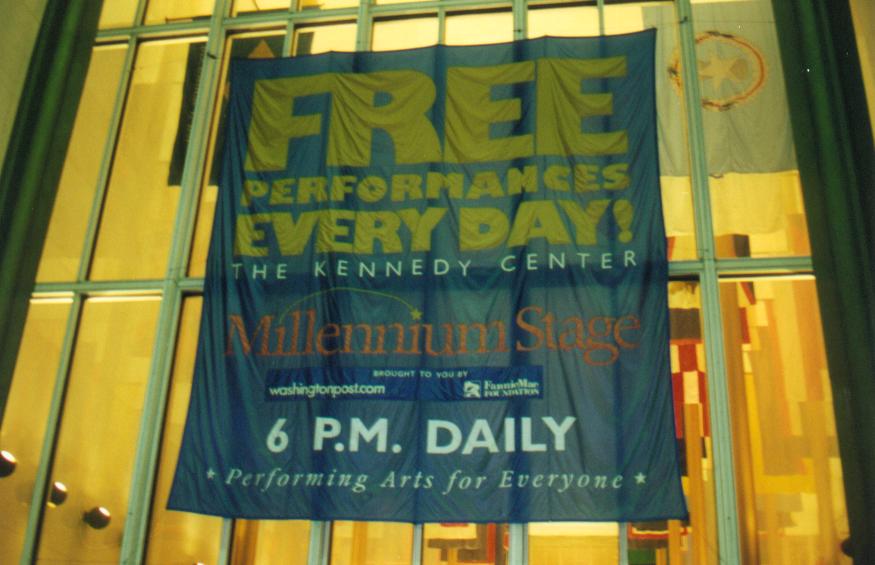 FREE
PERFORMANCES
EVERY DAY!
THE KENNEDY CENTER
Millennium Stage
BROUGHT TO YOU BY
washingtonpost.com
FannieMae
FOUNDATION
6 P.M. DAILY
Performing Arts for Everyone